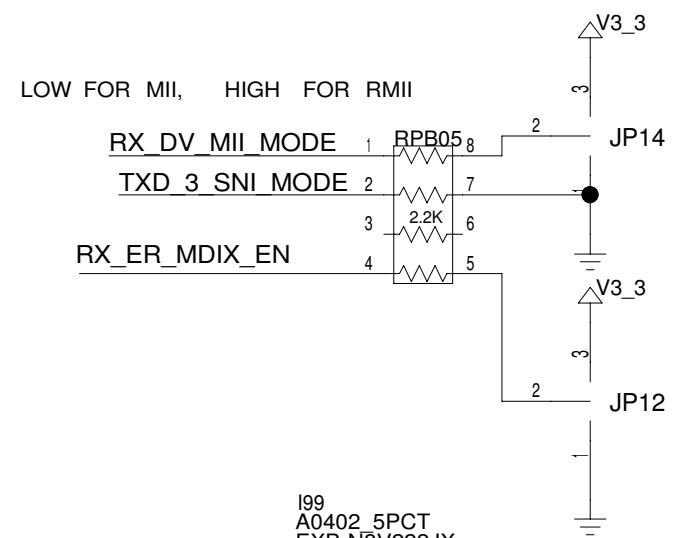 V3_3
3
LOW FOR MII, HIGH FOR RMII
2
JP14
RX_DV_MII_MODE 1 RPB05 8
TXD_3_SNI_MODE 2 7
1
2.2K
3 6
RX_ER_MDIX_EN 4 5
V3_3
3
2
JP12
1
I99
A0402_5PCT